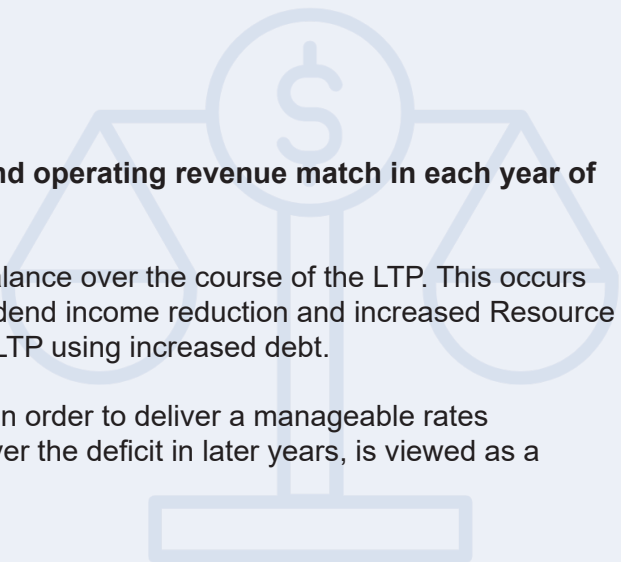 nd operating revenue match in each year of
alance over the course of the LTP. This occurs
dend income reduction and increased Resource
LTP using increased debt.
n order to deliver a manageable rates
ver the deficit in later years, is viewed as a
$